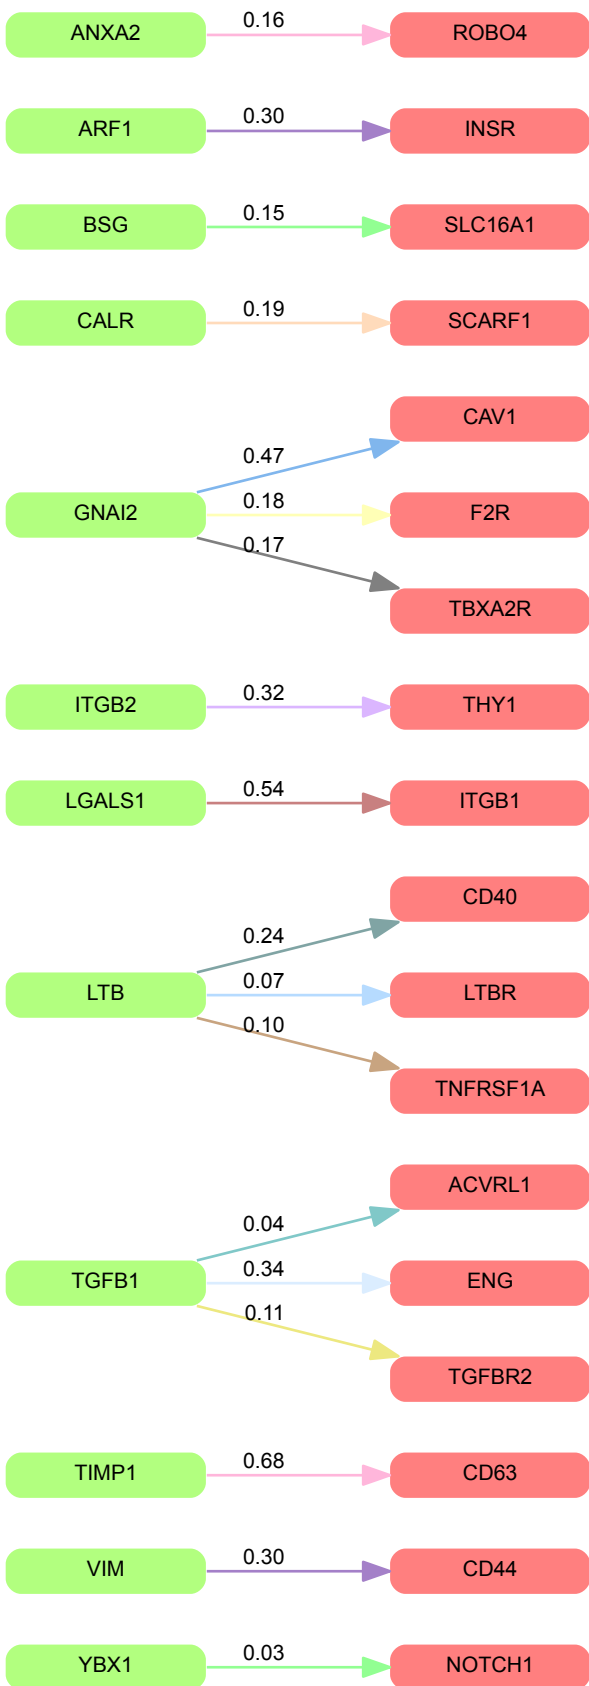 ANXA2 0.16 ROBO4
ARF1 0.30 INSR
BSG 0.15 SLC16A1
CALR 0.19 SCARF1
CAV1
0.47
GNAI2 0.18 F2R
0.17
TBXA2R
ITGB2 0.32 THY1
LGALS1 0.54 ITGB1
CD40
0.24
LTB 0.07 LTBR
0.10
TNFRSF1A
ACVRL1
0.04
TGFB1 0.34 ENG
0.11
TGFBR2
TIMP1 0.68 CD63
VIM 0.30 CD44
YBX1 0.03 NOTCH1